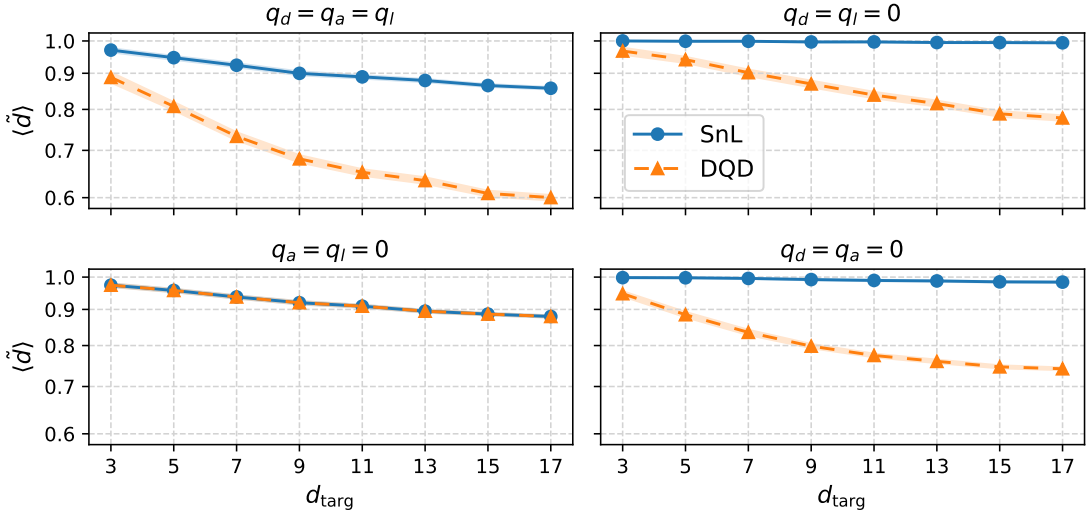 q_d = q_a = q_l
q_d = q_l = 0
1.0
0.9
0.8
0.7
0.6
⟨d̃⟩
SnL
DQD
q_a = q_l = 0
q_d = q_a = 0
1.0
0.9
0.8
0.7
0.6
⟨d̃⟩
3 5 7 9 11 13 15 17
3 5 7 9 11 13 15 17
d_targ
d_targ